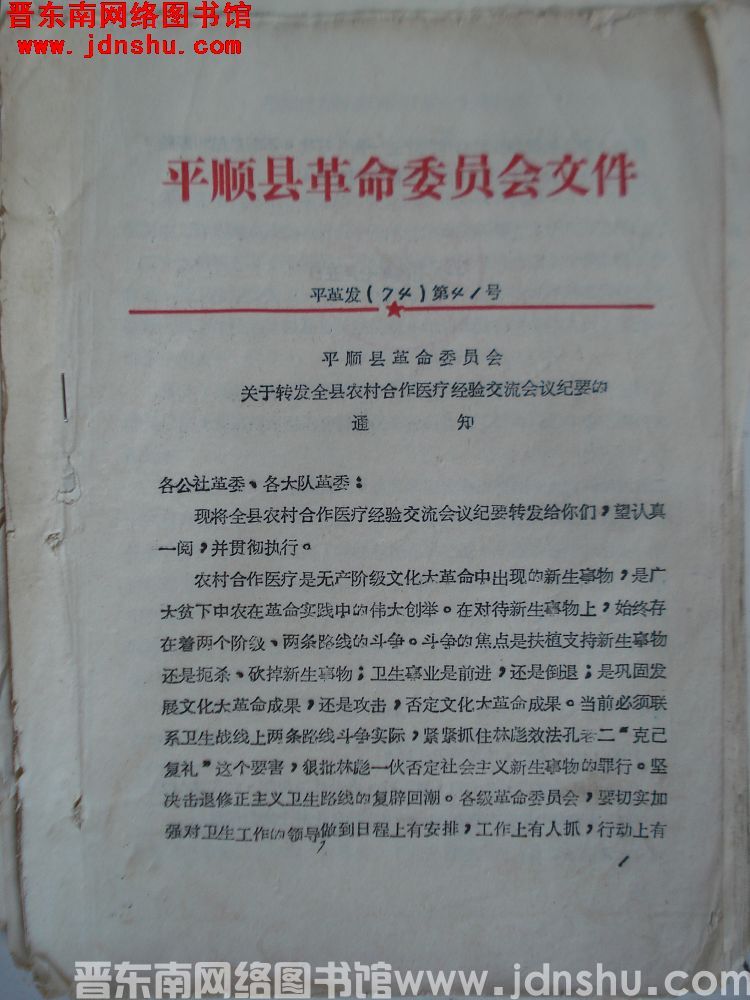 晋东南网络图书馆
www.jdnshu.com
平顺县革命委员会文件
平革发(74)第41号
平顺县革命委员会
关于转发全县农村合作医疗经验交流会议纪要的
通 知
各公社革委、各大队革委：
现将全县农村合作医疗经验交流会议纪要转发给你们，望认真
一阅，并贯彻执行。
农村合作医疗是无产阶级文化大革命中出现的新生事物，是广
大贫下中农在革命实践中的伟大创举。在对待新生事物上，始终存
在着两个阶级、两条路线的斗争。斗争的焦点是扶植支持新生事物
还是扼杀、砍掉新生事物；卫生事业是前进，还是倒退；是巩固发
展文化大革命成果，还是攻击，否定文化大革命成果。当前必须联
系卫生战线上两条路线斗争实际，紧紧抓住林彪效法孔老二“克己
复礼”这个要害，狠批林彪一伙否定社会主义新生事物的罪行。坚
决击退修正主义卫生路线的复辟回潮。各级革命委员会，要切实加
强对卫生工作的领导，做到日程上有安排，工作上有人抓，行动上有
1
晋东南网络图书馆www.jdnshu.com